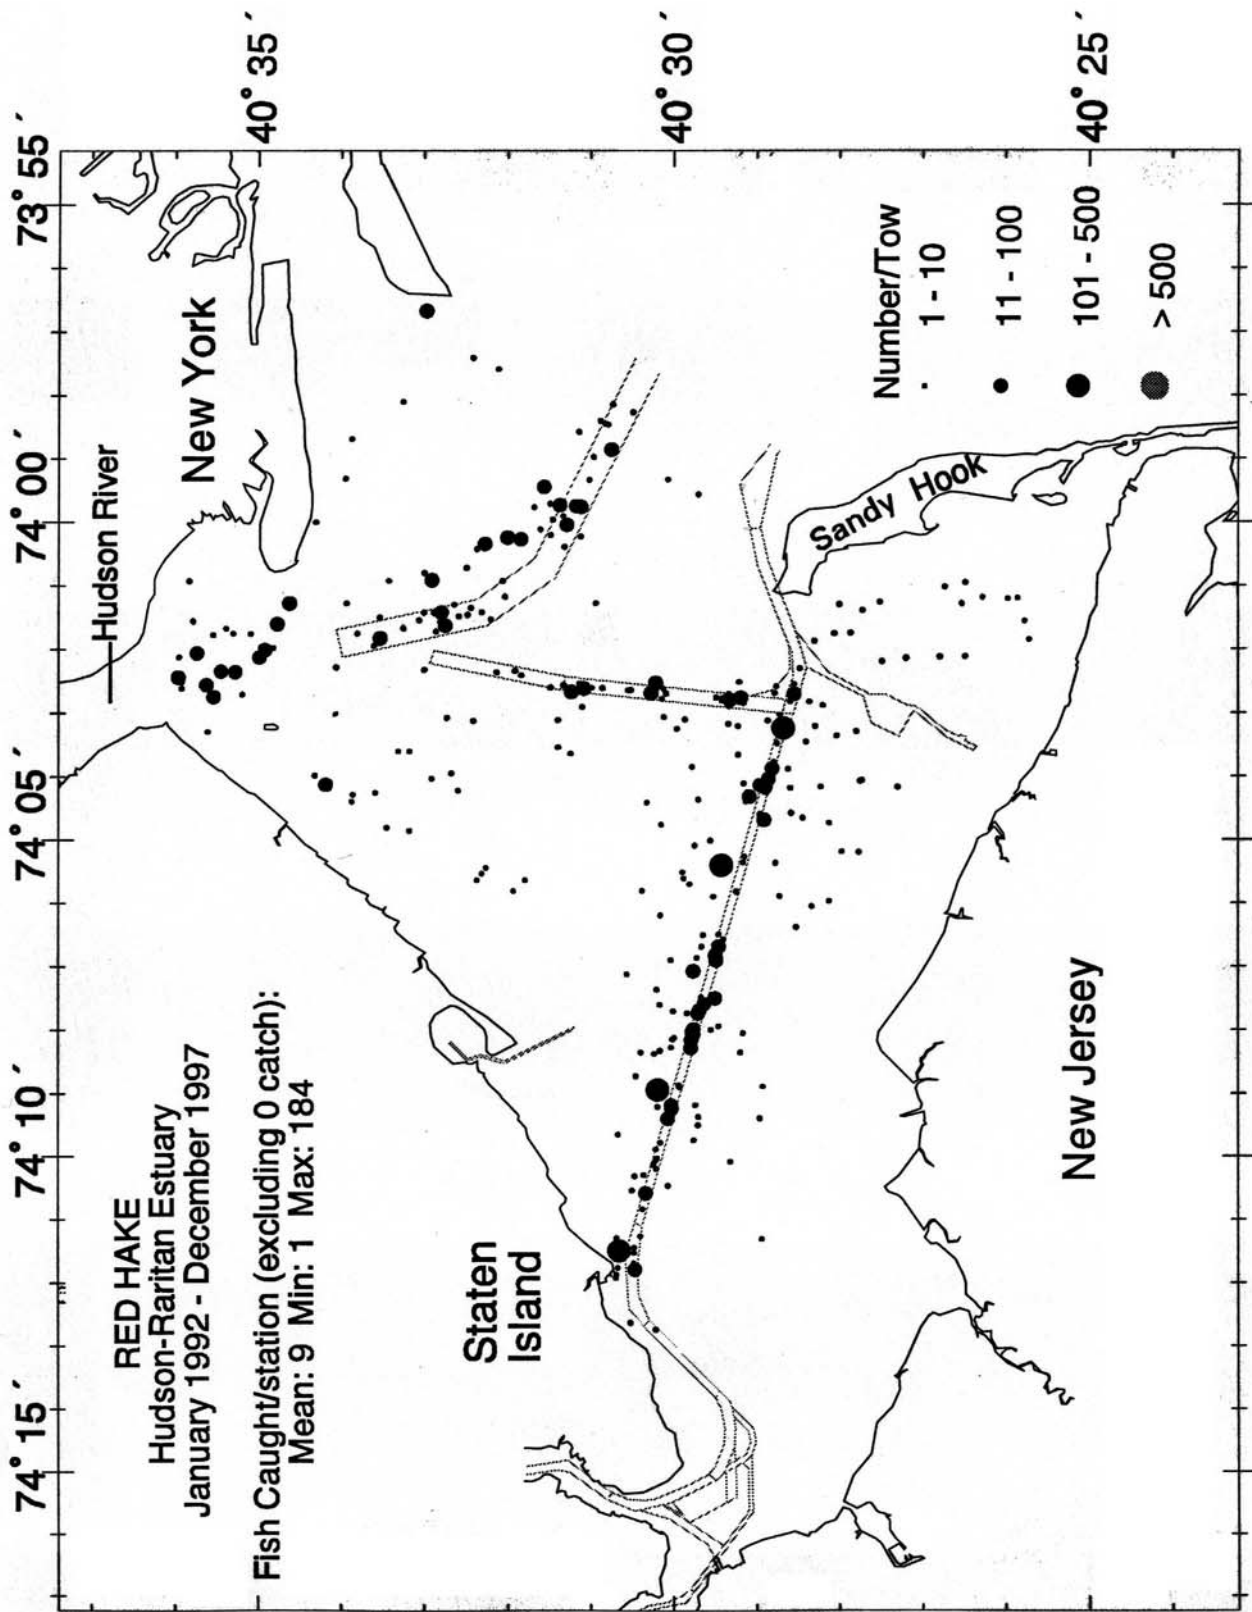 RED HAKE
Hudson-Raritan Estuary
January 1992 - December 1997
Fish Caught/station (excluding 0 catch):
Mean: 9 Min: 1 Max: 184
74° 15´
74° 10´
74° 05´
74° 00´
73° 55´
40° 35´
40° 30´
40° 25´
Hudson River
New York
Staten
Island
Sandy Hook
New Jersey
Number/Tow
1 - 10
11 - 100
101 - 500
> 500